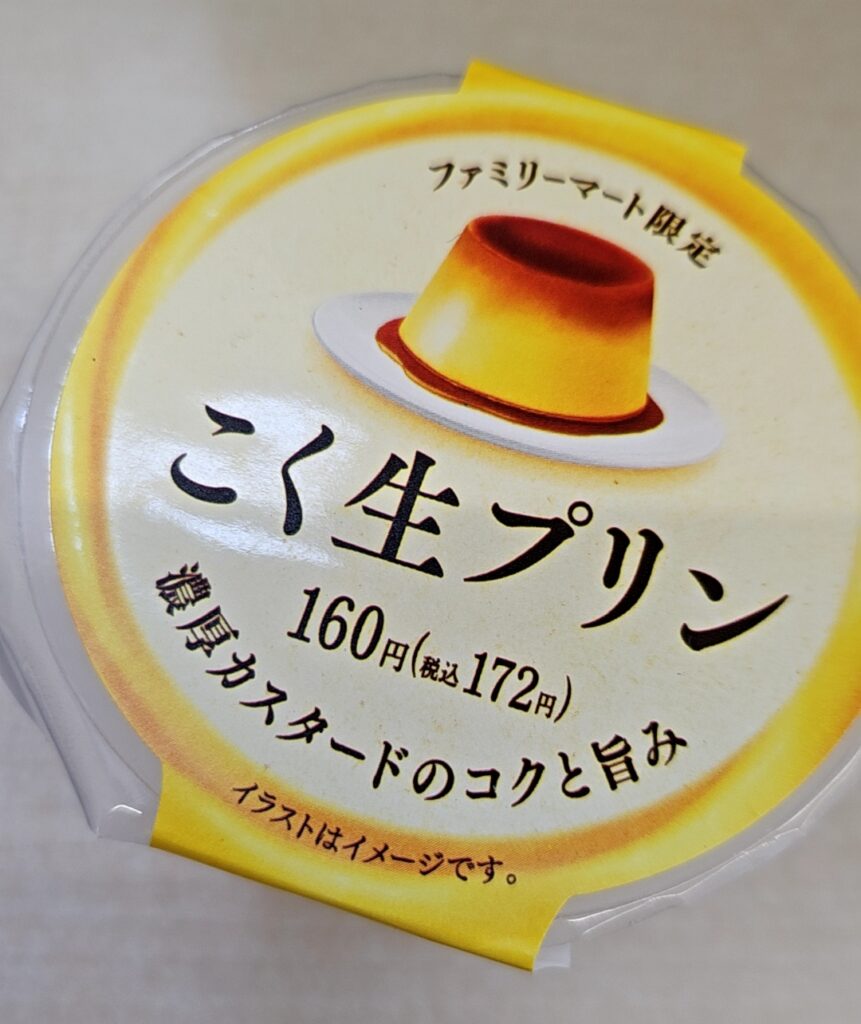 ファミリーマート限定
こく生プリン
160円(税込172円)
濃厚カスタードのコクと旨み
イラストはイメージです。